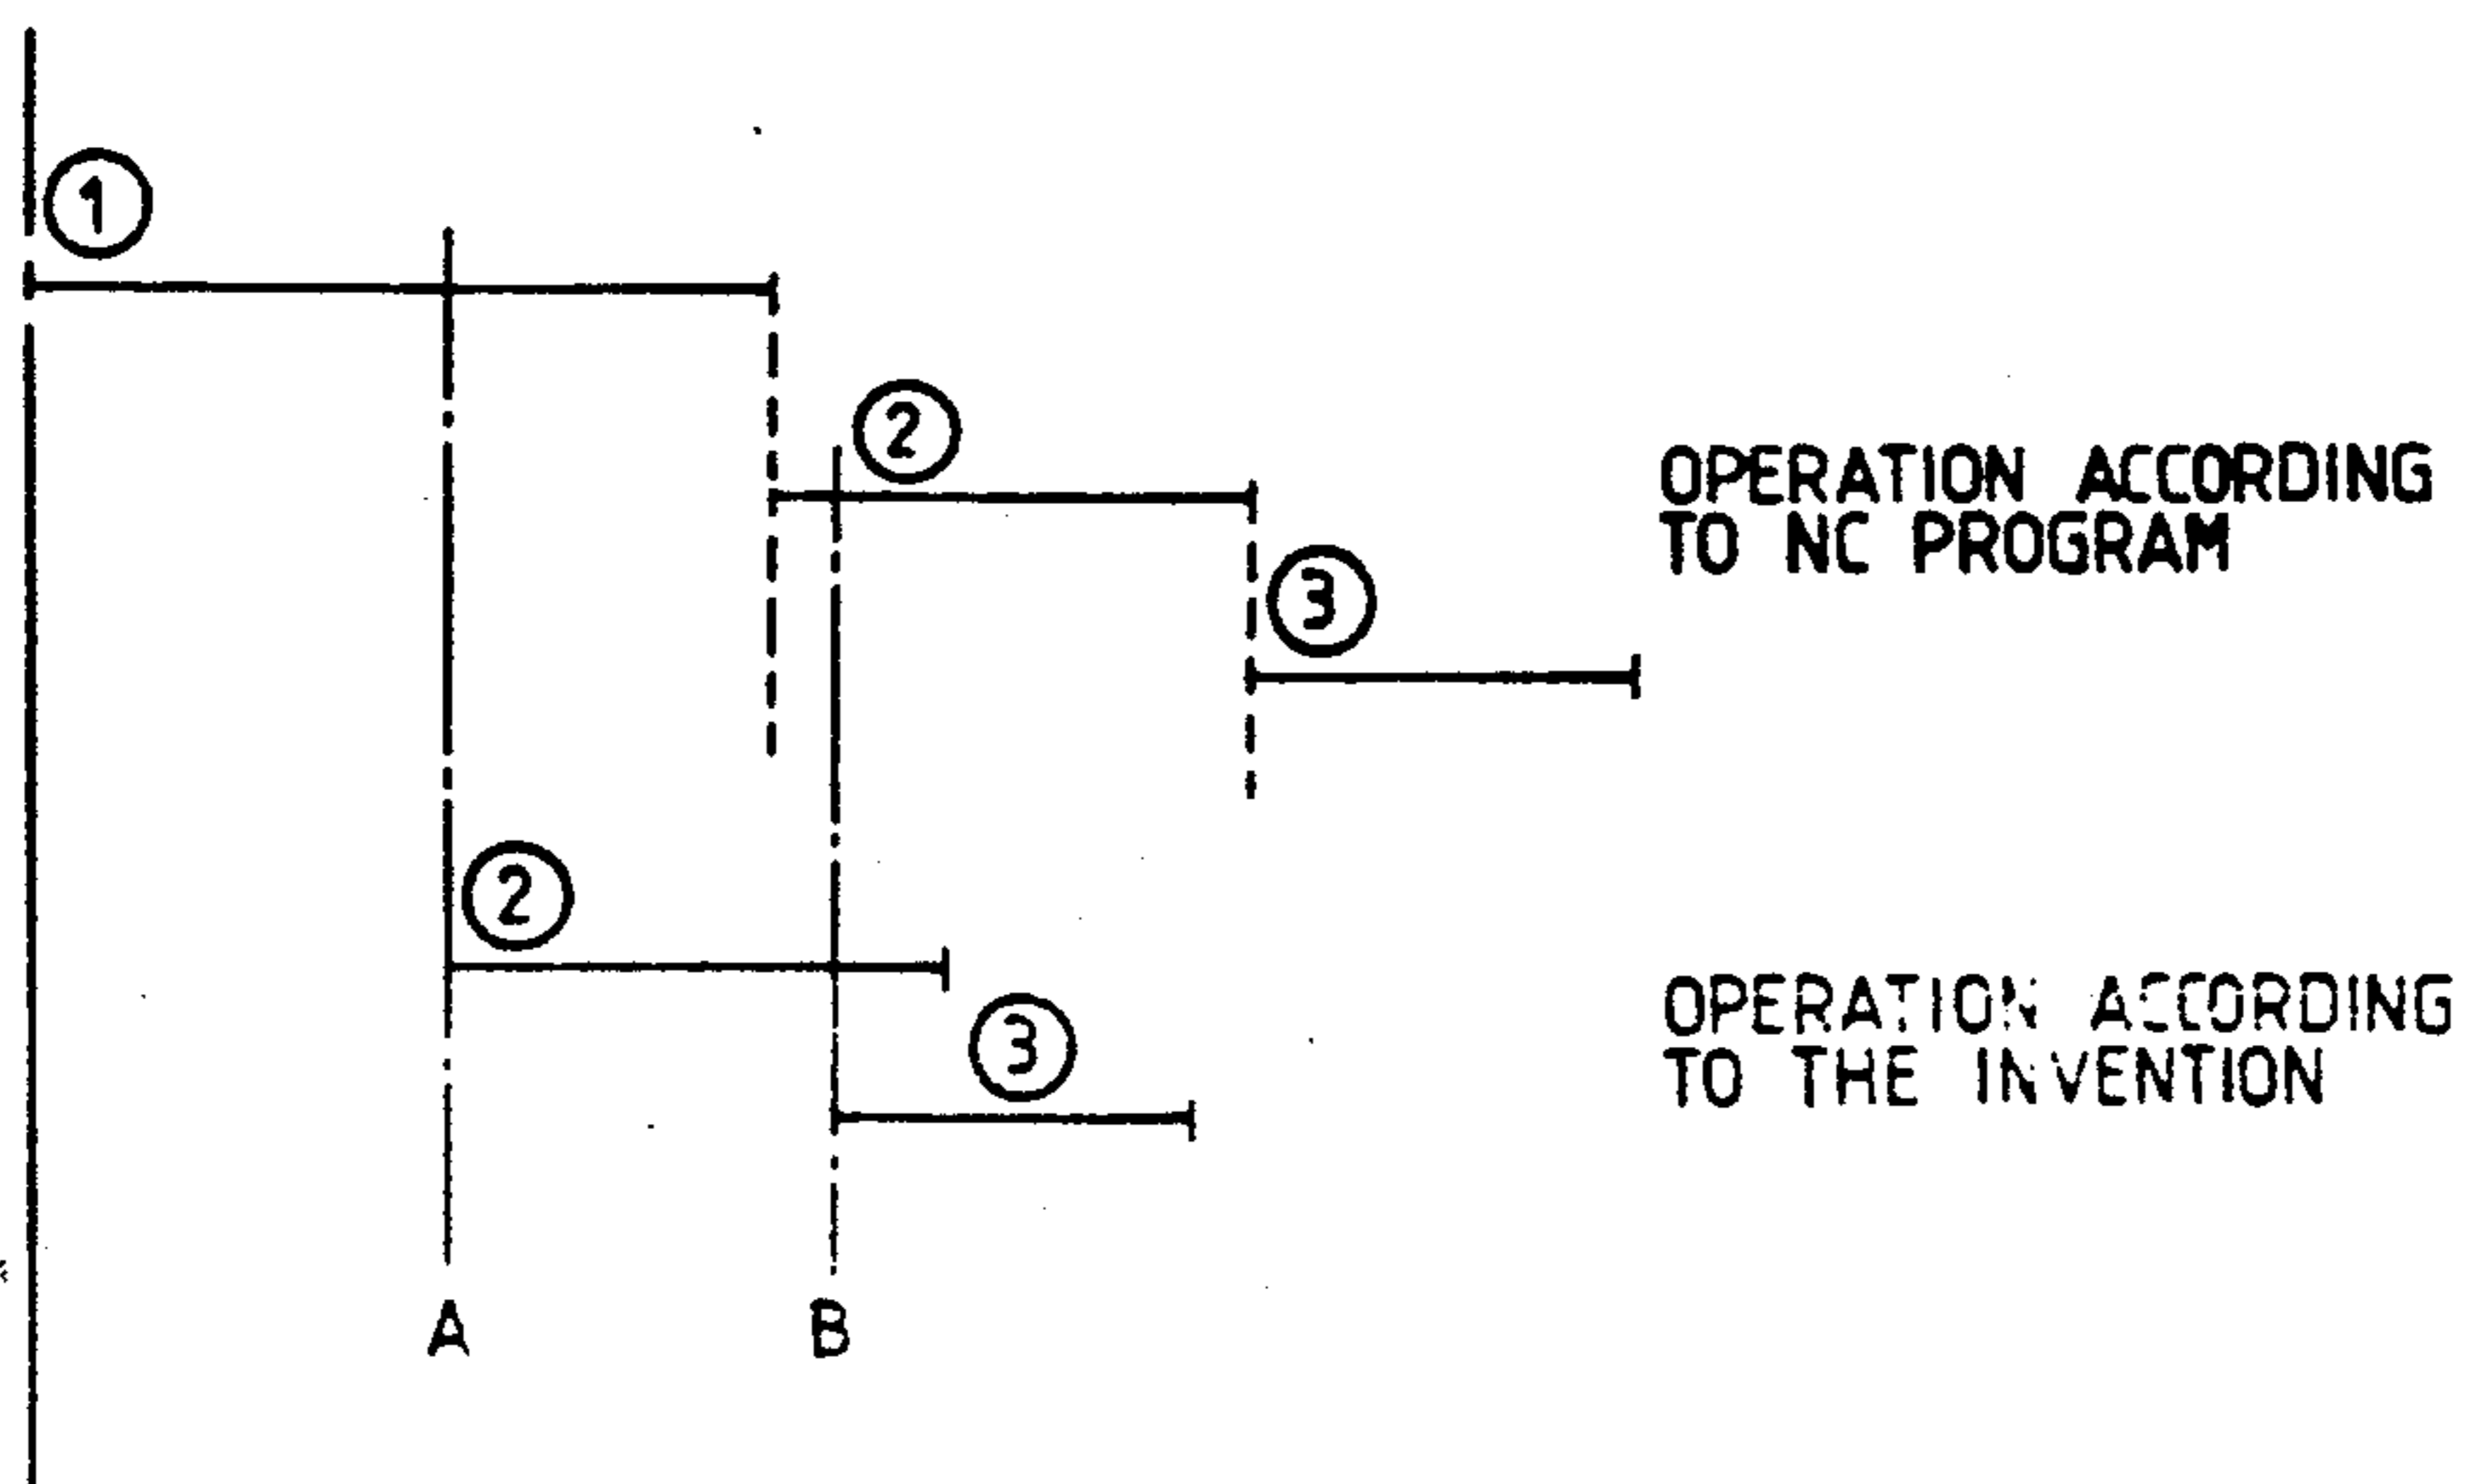 ①
②
OPERATION ACCORDING
TO NC PROGRAM
③
②
OPERATION ACCORDING
TO THE INVENTION
③
A
B